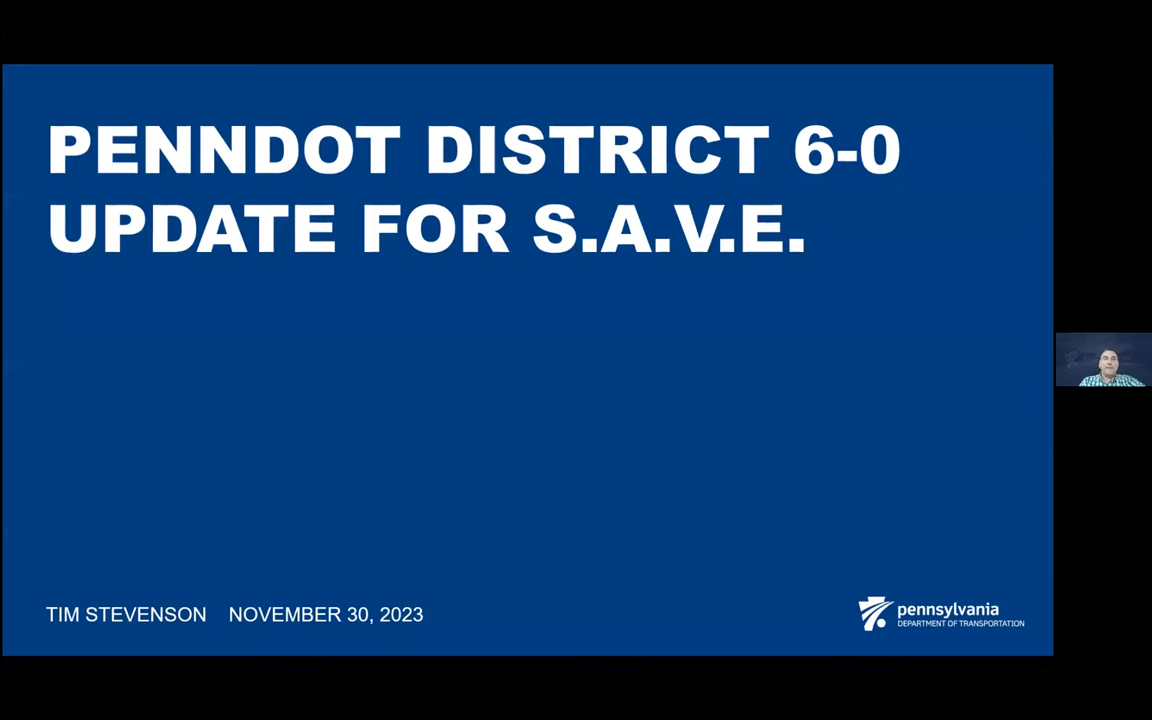 PENNDOT DISTRICT 6-0
UPDATE FOR S.A.V.E.
TIM STEVENSON NOVEMBER 30, 2023
pennsylvania
DEPARTMENT OF TRANSPORTATION